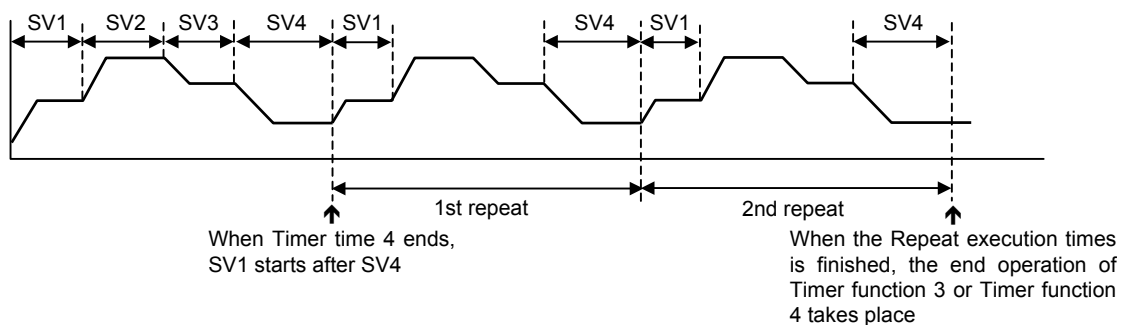 SV1 SV2 SV3 SV4 SV1 SV4 SV1 SV4
1st repeat 2nd repeat
When Timer time 4 ends,
SV1 starts after SV4
When the Repeat execution times
is finished, the end operation of
Timer function 3 or Timer function
4 takes place